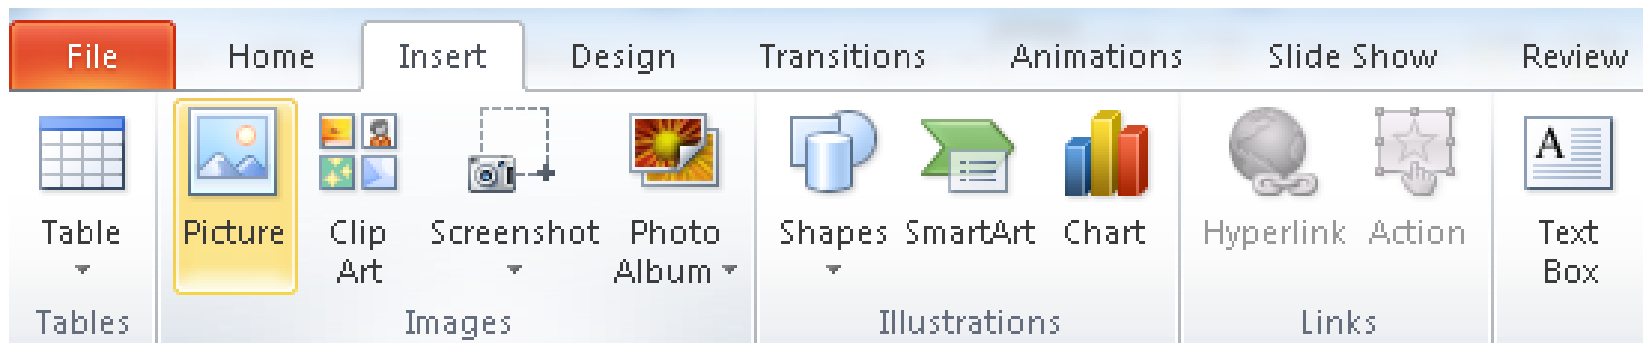 File Home Insert Design Transitions Animations Slide Show Review
Table Picture Clip Art Screenshot Photo Album Shapes SmartArt Chart Hyperlink Action Text Box
Tables Images Illustrations Links